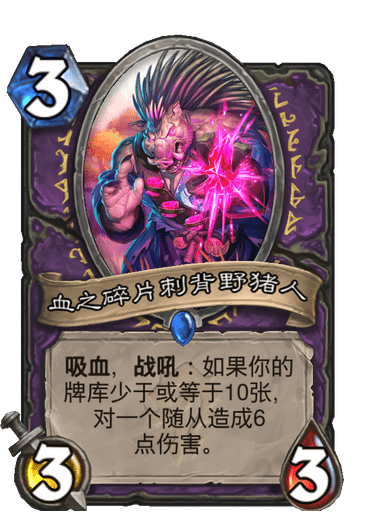 3
血之碎片刺背野猪人
吸血，战吼：如果你的
牌库少于或等于10张，
对一个随从造成6
点伤害。
3
3